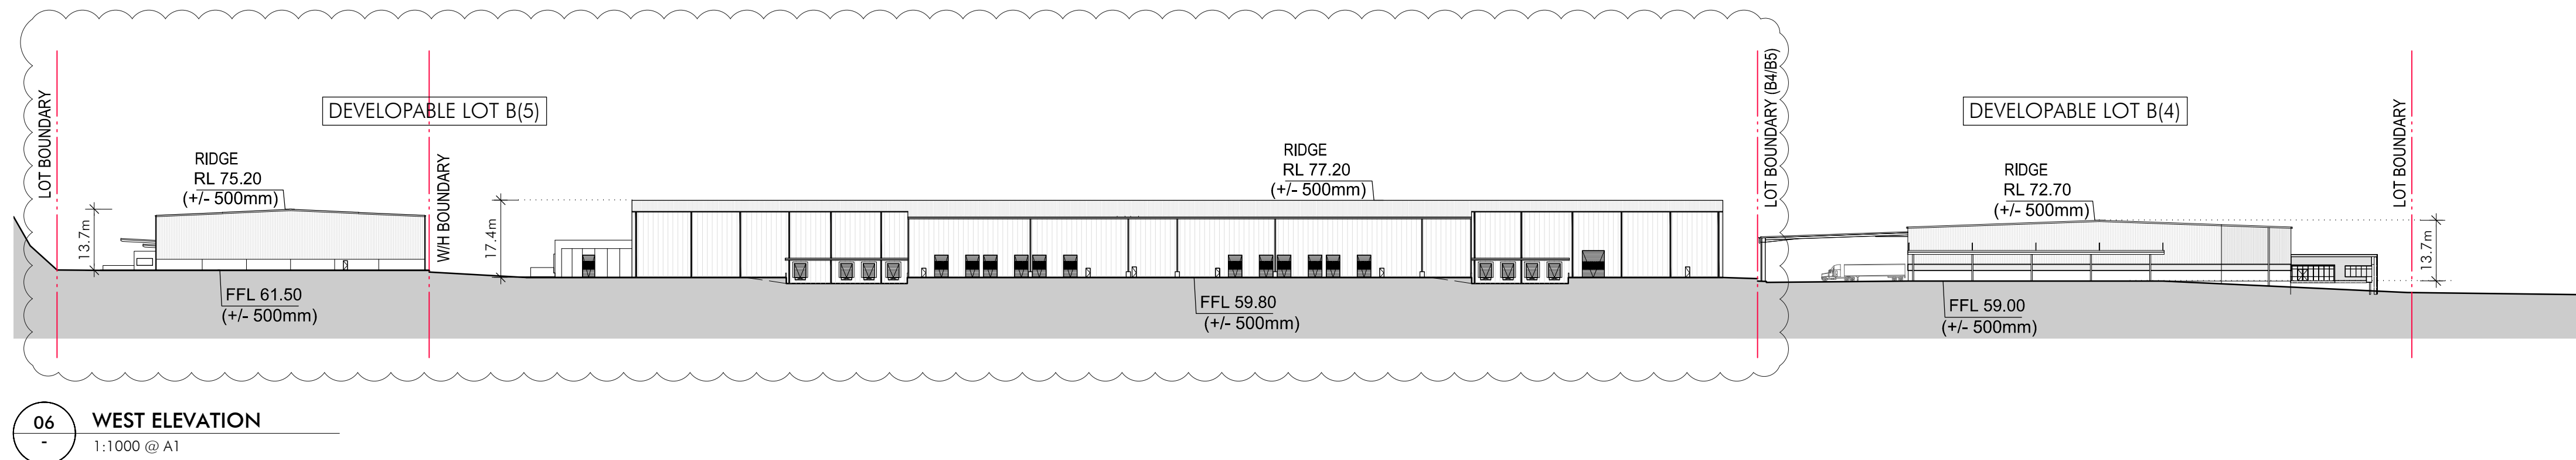 LOT BOUNDARY
DEVELOPABLE LOT B(5)
RIDGE
RL 75.20
(+/- 500mm)
13.7m
FFL 61.50
(+/- 500mm)
W/H BOUNDARY
17.4m
RIDGE
RL 77.20
(+/- 500mm)
FFL 59.80
(+/- 500mm)
LOT BOUNDARY (B4/B5)
DEVELOPABLE LOT B(4)
RIDGE
RL 72.70
(+/- 500mm)
FFL 59.00
(+/- 500mm)
LOT BOUNDARY
13.7m
06
-
WEST ELEVATION
1:1000 @ A1